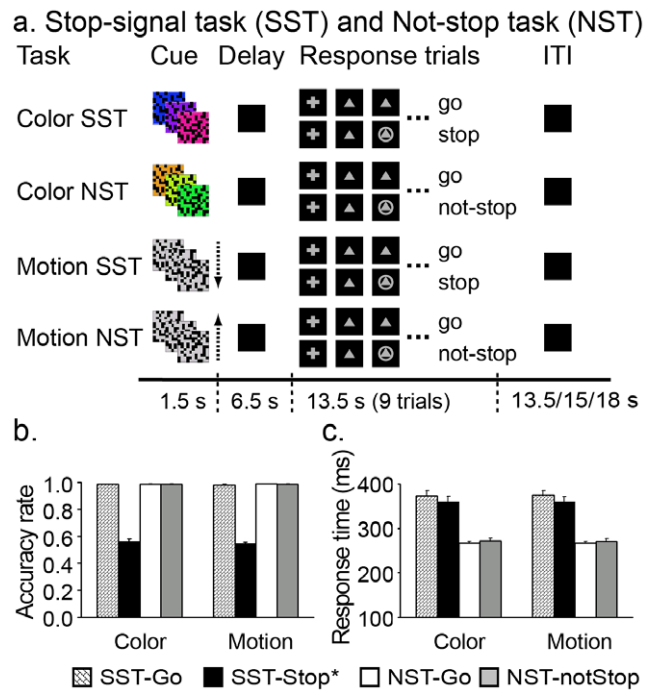 a. Stop-signal task (SST) and Not-stop task (NST)
Task Cue Delay Response trials ITI
Color SST
go
stop
Color NST
go
not-stop
Motion SST
go
stop
Motion NST
go
not-stop
1.5 s 6.5 s 13.5 s (9 trials) 13.5/15/18 s
b.
Accuracy rate
1.0
0.8
0.6
0.4
0.2
0.0
Color Motion
c.
Response time (ms)
400
300
200
100
Color Motion
SST-Go SST-Stop* NST-Go NST-notStop